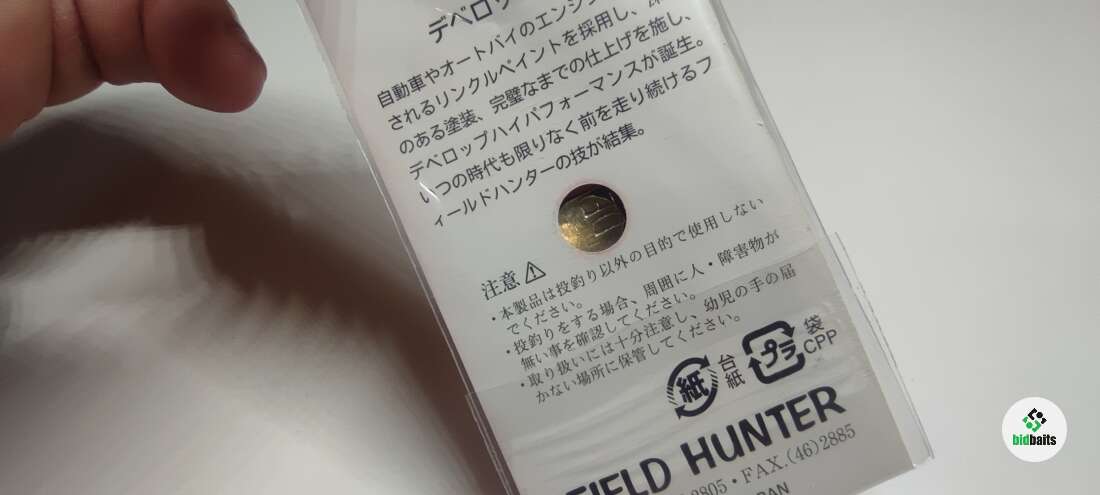 デベロッ
自動車やオートバイのエンジ
されるリンクルペイントを採用し、
のある塗装、完璧なまでの仕上げを施し、
デベロップハイパフォーマンスが誕生。
いつの時代も限りなく前を走り続けるフ
ィールドハンターの技が結集。
注意⚠
・本製品は投釣り以外の目的で使用しない
でください。
・投釣りをする場合、周囲に人・障害物が
無い事を確認してください。
・取り扱いには十分注意し、幼児の手の届
かない場所に保管してください。
紙 台紙 プラ 袋 CPP
FIELD HUNTER
2805・FAX.(46)2885
PAN
bidbaits